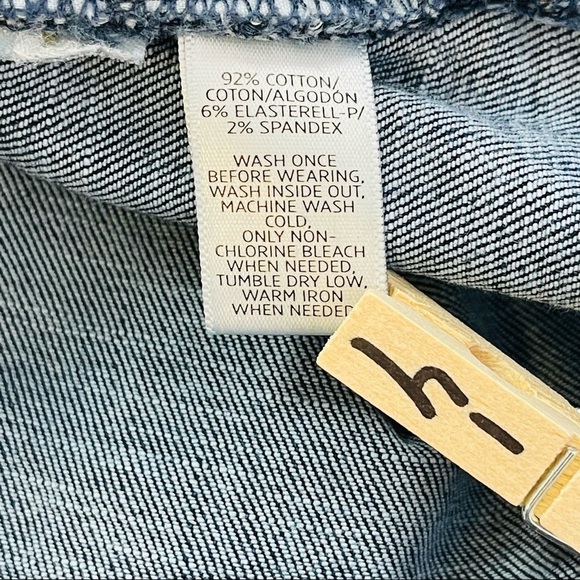 92% COTTON/
COTON/ALGODÓN
6% ELASTERELL-P/
2% SPANDEX
WASH ONCE
BEFORE WEARING,
WASH INSIDE OUT,
MACHINE WASH
COLD,
ONLY NON-
CHLORINE BLEACH
WHEN NEEDED,
TUMBLE DRY LOW,
WARM IRON
WHEN NEEDED